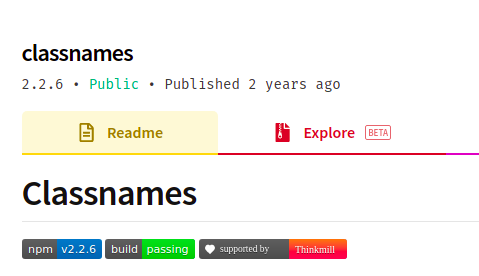 classnames
2.2.6 • Public • Published 2 years ago
Readme Explore BETA
Classnames
npm v2.2.6 build passing supported by Thinkmill